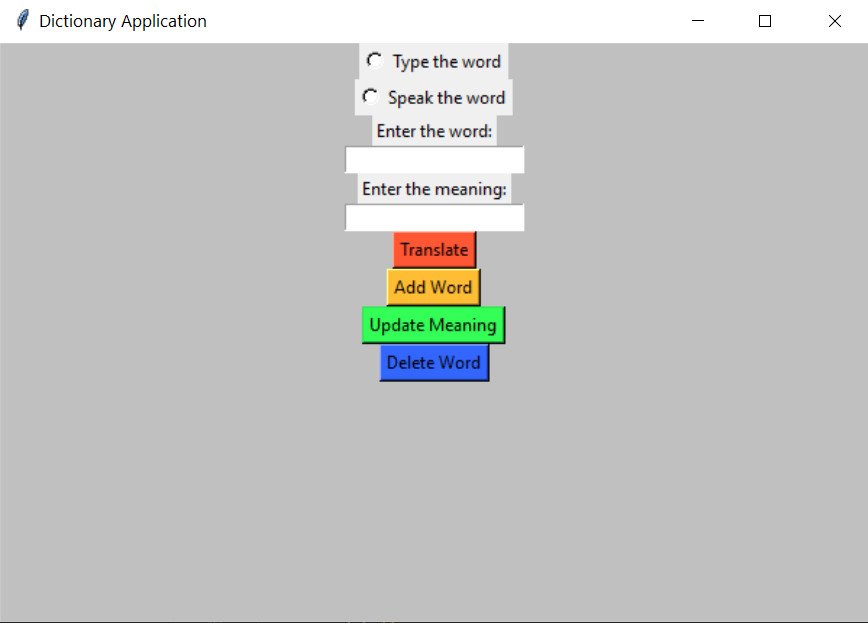 Dictionary Application
Type the word
Speak the word
Enter the word:
Enter the meaning:
Translate
Add Word
Update Meaning
Delete Word